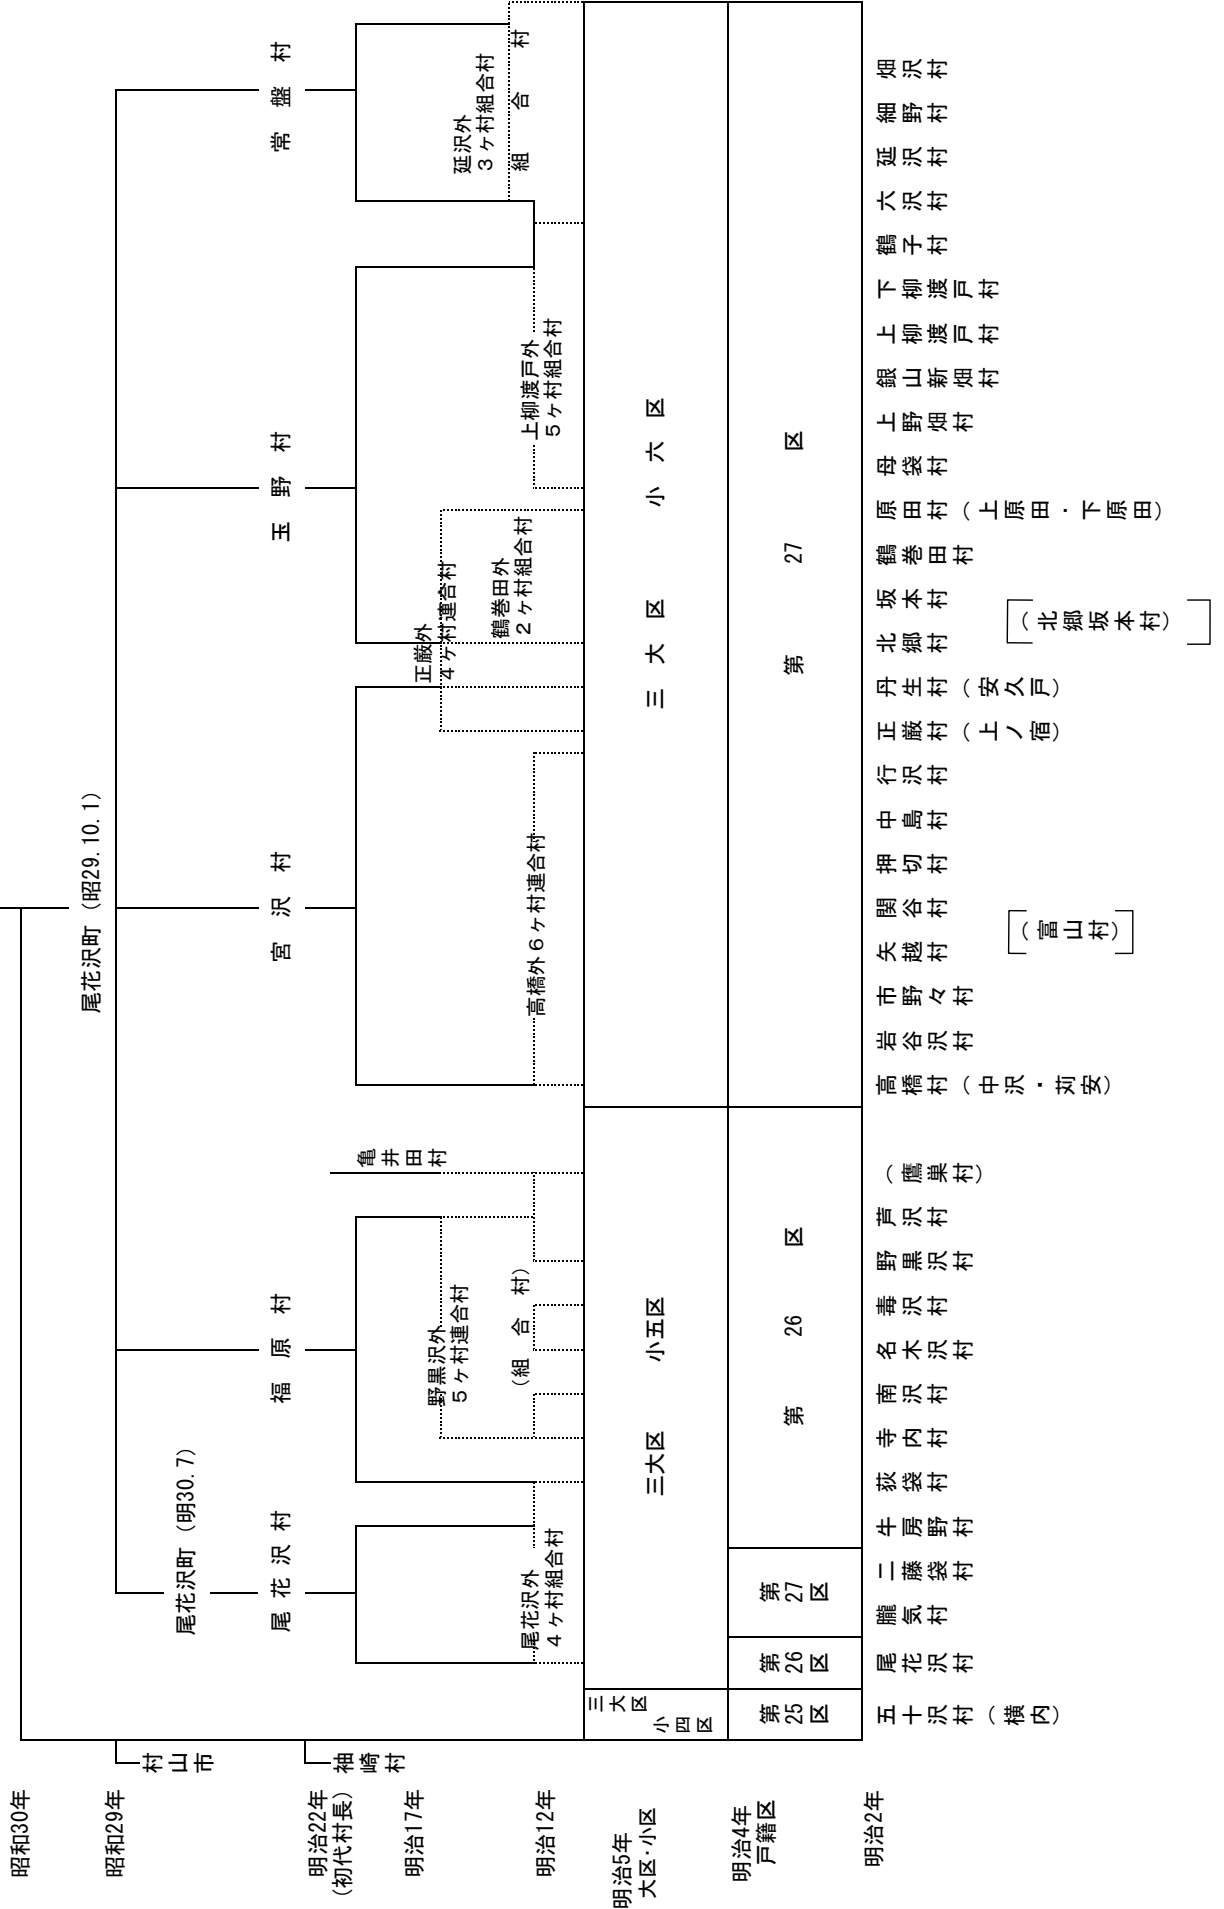 昭和30年
昭和29年
明治22年
(初代村長)
明治17年
明治12年
明治5年
大区・小区
明治4年
戸籍区
明治2年
村山市
袖崎村
尾花沢町(昭29.10.1)
尾花沢町(明30.7)
尾花沢村
福原村
宮沢村
玉野村
常盤村
亀井田村
尾花沢外
4ヶ村組合村
野黒沢外
5ヶ村連合村
(組合村)
高橋外6ヶ村連合村
正厳外
4ヶ村連合村
鶴巻田外
2ヶ村組合村
上柳渡戸外
5ヶ村組合村
延沢外
3ヶ村組合村
組合村
三大区
小四区
三大区 小五区
三大区 小六区
第25区
第26区
第27区
第26区
第27区
五十沢村(横内)
尾花沢村
朧気村
二藤袋村
牛房野村
荻袋村
寺内村
南沢村
名木沢村
毒沢村
野黒沢村
芦沢村
(鷹巣村)
高橋村(中沢・苅安)
岩谷沢村
市野々村
矢越村
関谷村
(富山村)
押切村
中島村
行沢村
正厳村(上ノ宿)
丹生村(安久戸)
北郷村
坂本村
(北郷坂本村)
鶴巻田村
原田村(上原田・下原田)
母袋村
上野畑村
銀山新畑村
上柳渡戸村
下柳渡戸村
鶴子村
六沢村
延沢村
細野村
畑沢村